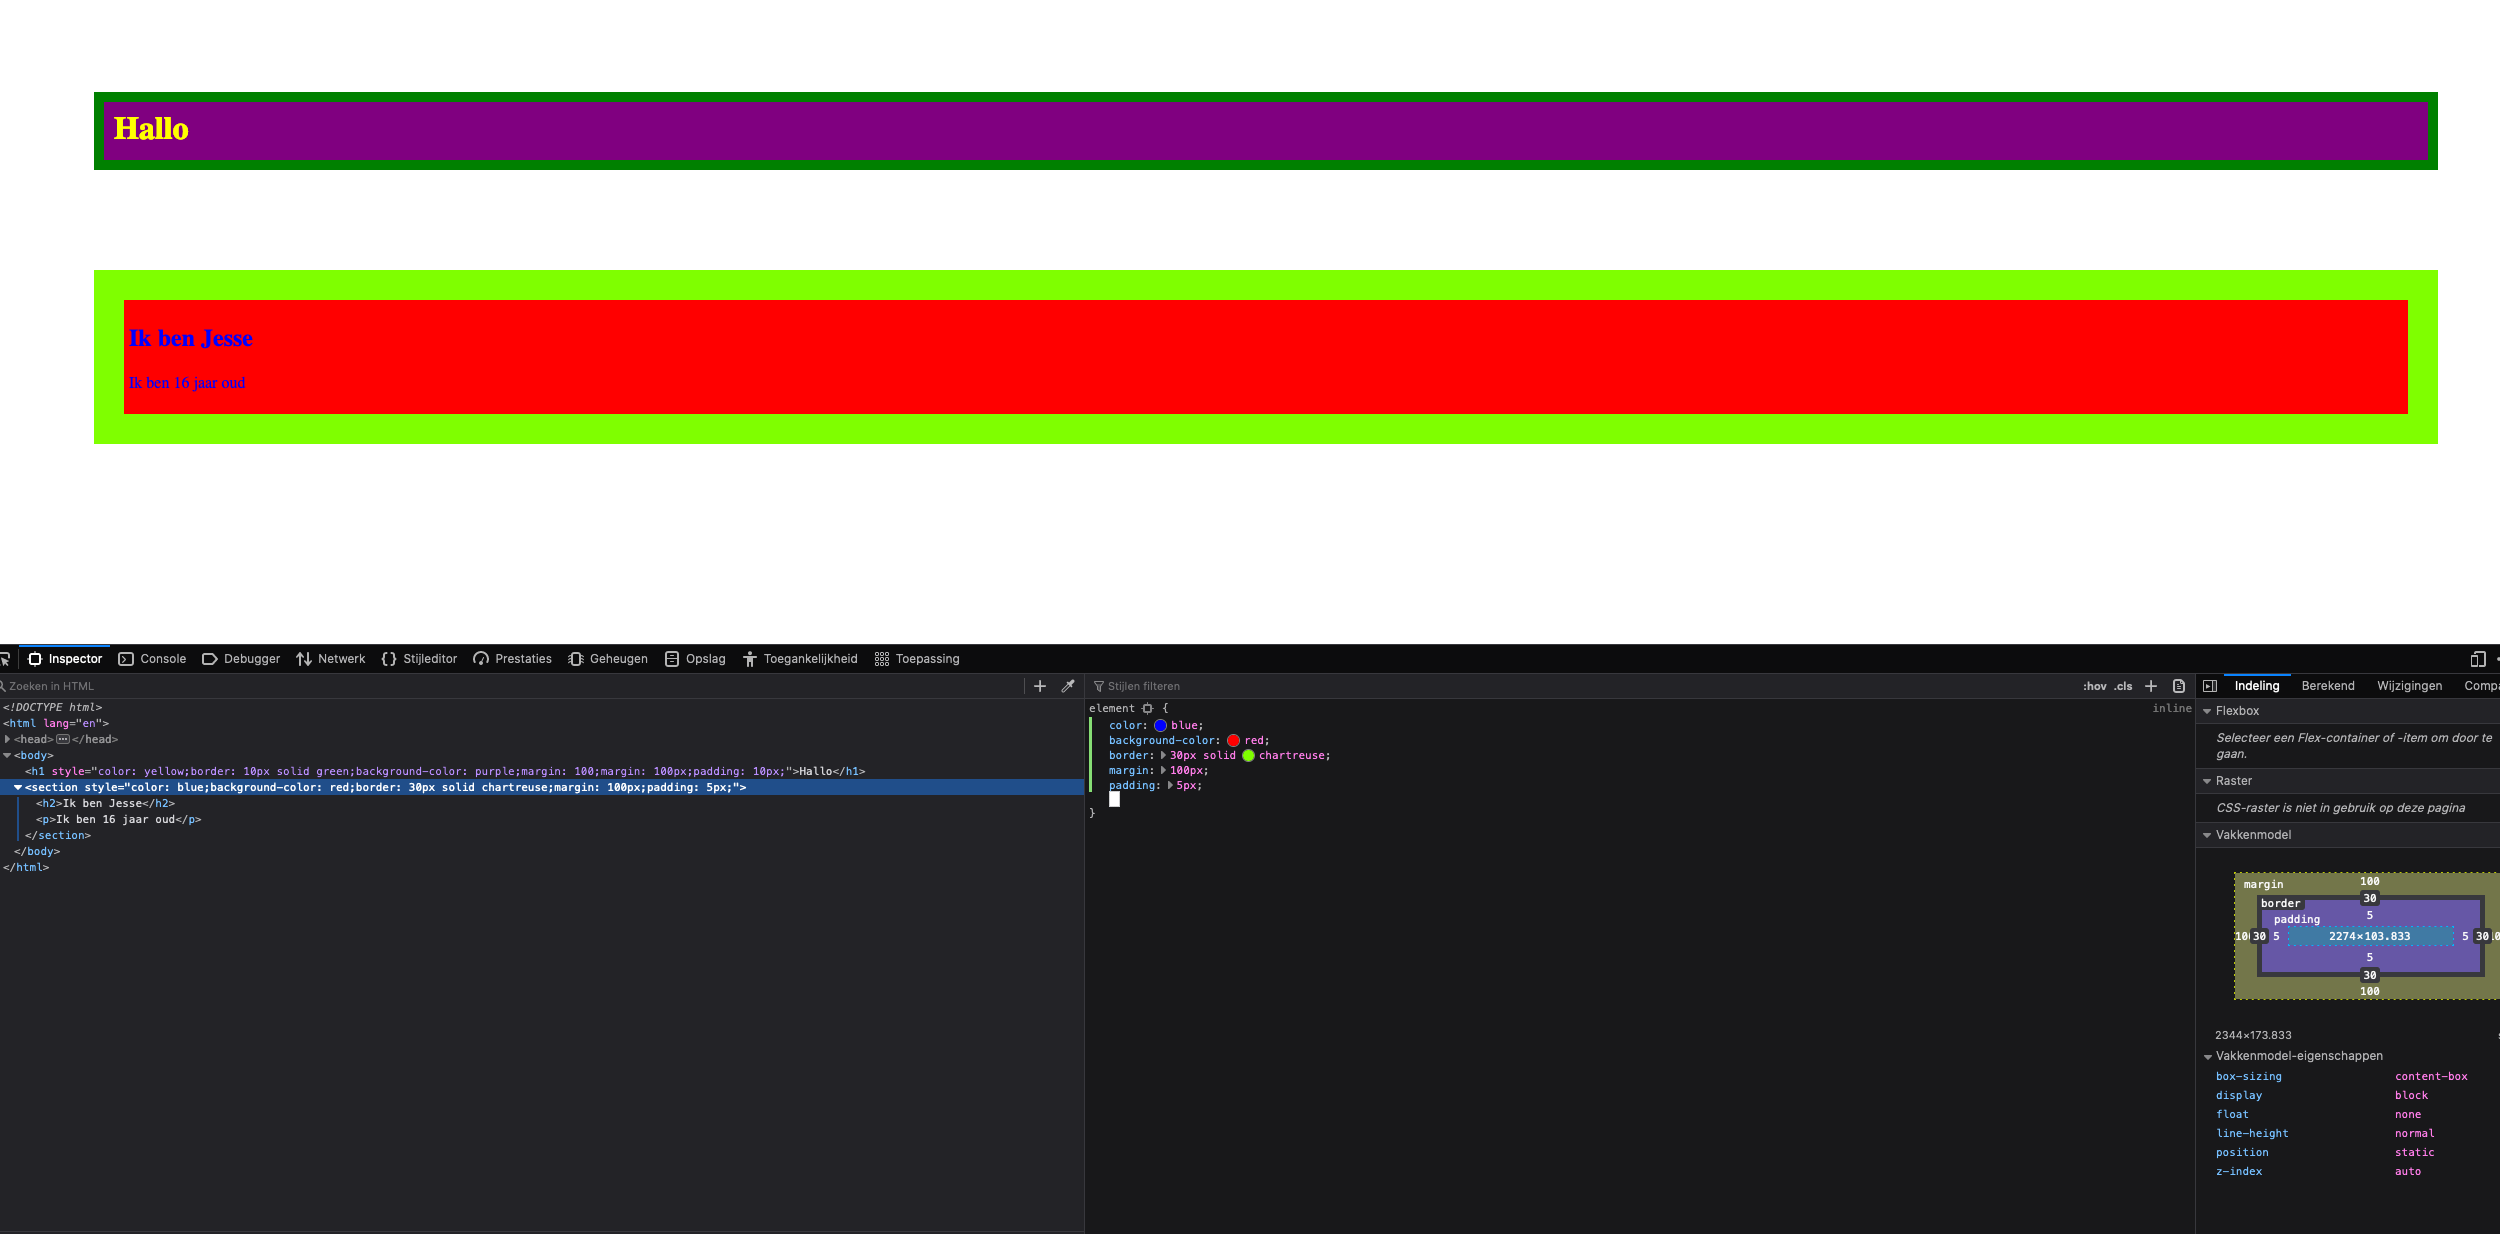 Hallo
Ik ben Jesse
Ik ben 16 jaar oud
Inspector Console Debugger Netwerk Stijleditor Prestaties Geheugen Opslag Toegankelijkheid Toepassing
Zoeken in HTML
<!DOCTYPE html>
<html lang="en">
<head></head>
<body>
<h1 style="color: yellow;border: 10px solid green;background-color: purple;margin: 100;margin: 100px;padding: 10px;">Hallo</h1>
<section style="color: blue;background-color: red;border: 30px solid chartreuse;margin: 100px;padding: 5px;">
<h2>Ik ben Jesse</h2>
<p>Ik ben 16 jaar oud</p>
</section>
</body>
</html>
Stijlen filteren :hov .cls
element { inline
color: blue;
background-color: red;
border: 30px solid chartreuse;
margin: 100px;
padding: 5px;
}
Indeling Berekend Wijzigingen
Flexbox
Selecteer een Flex-container of -item om door te
gaan.
Raster
CSS-raster is niet in gebruik op deze pagina
Vakkenmodel
margin 100
border 30
padding 5
30 5 2274×103.833 5 30
5
30
100
2344×173.833
Vakkenmodel-eigenschappen
box-sizing content-box
display block
float none
line-height normal
position static
z-index auto